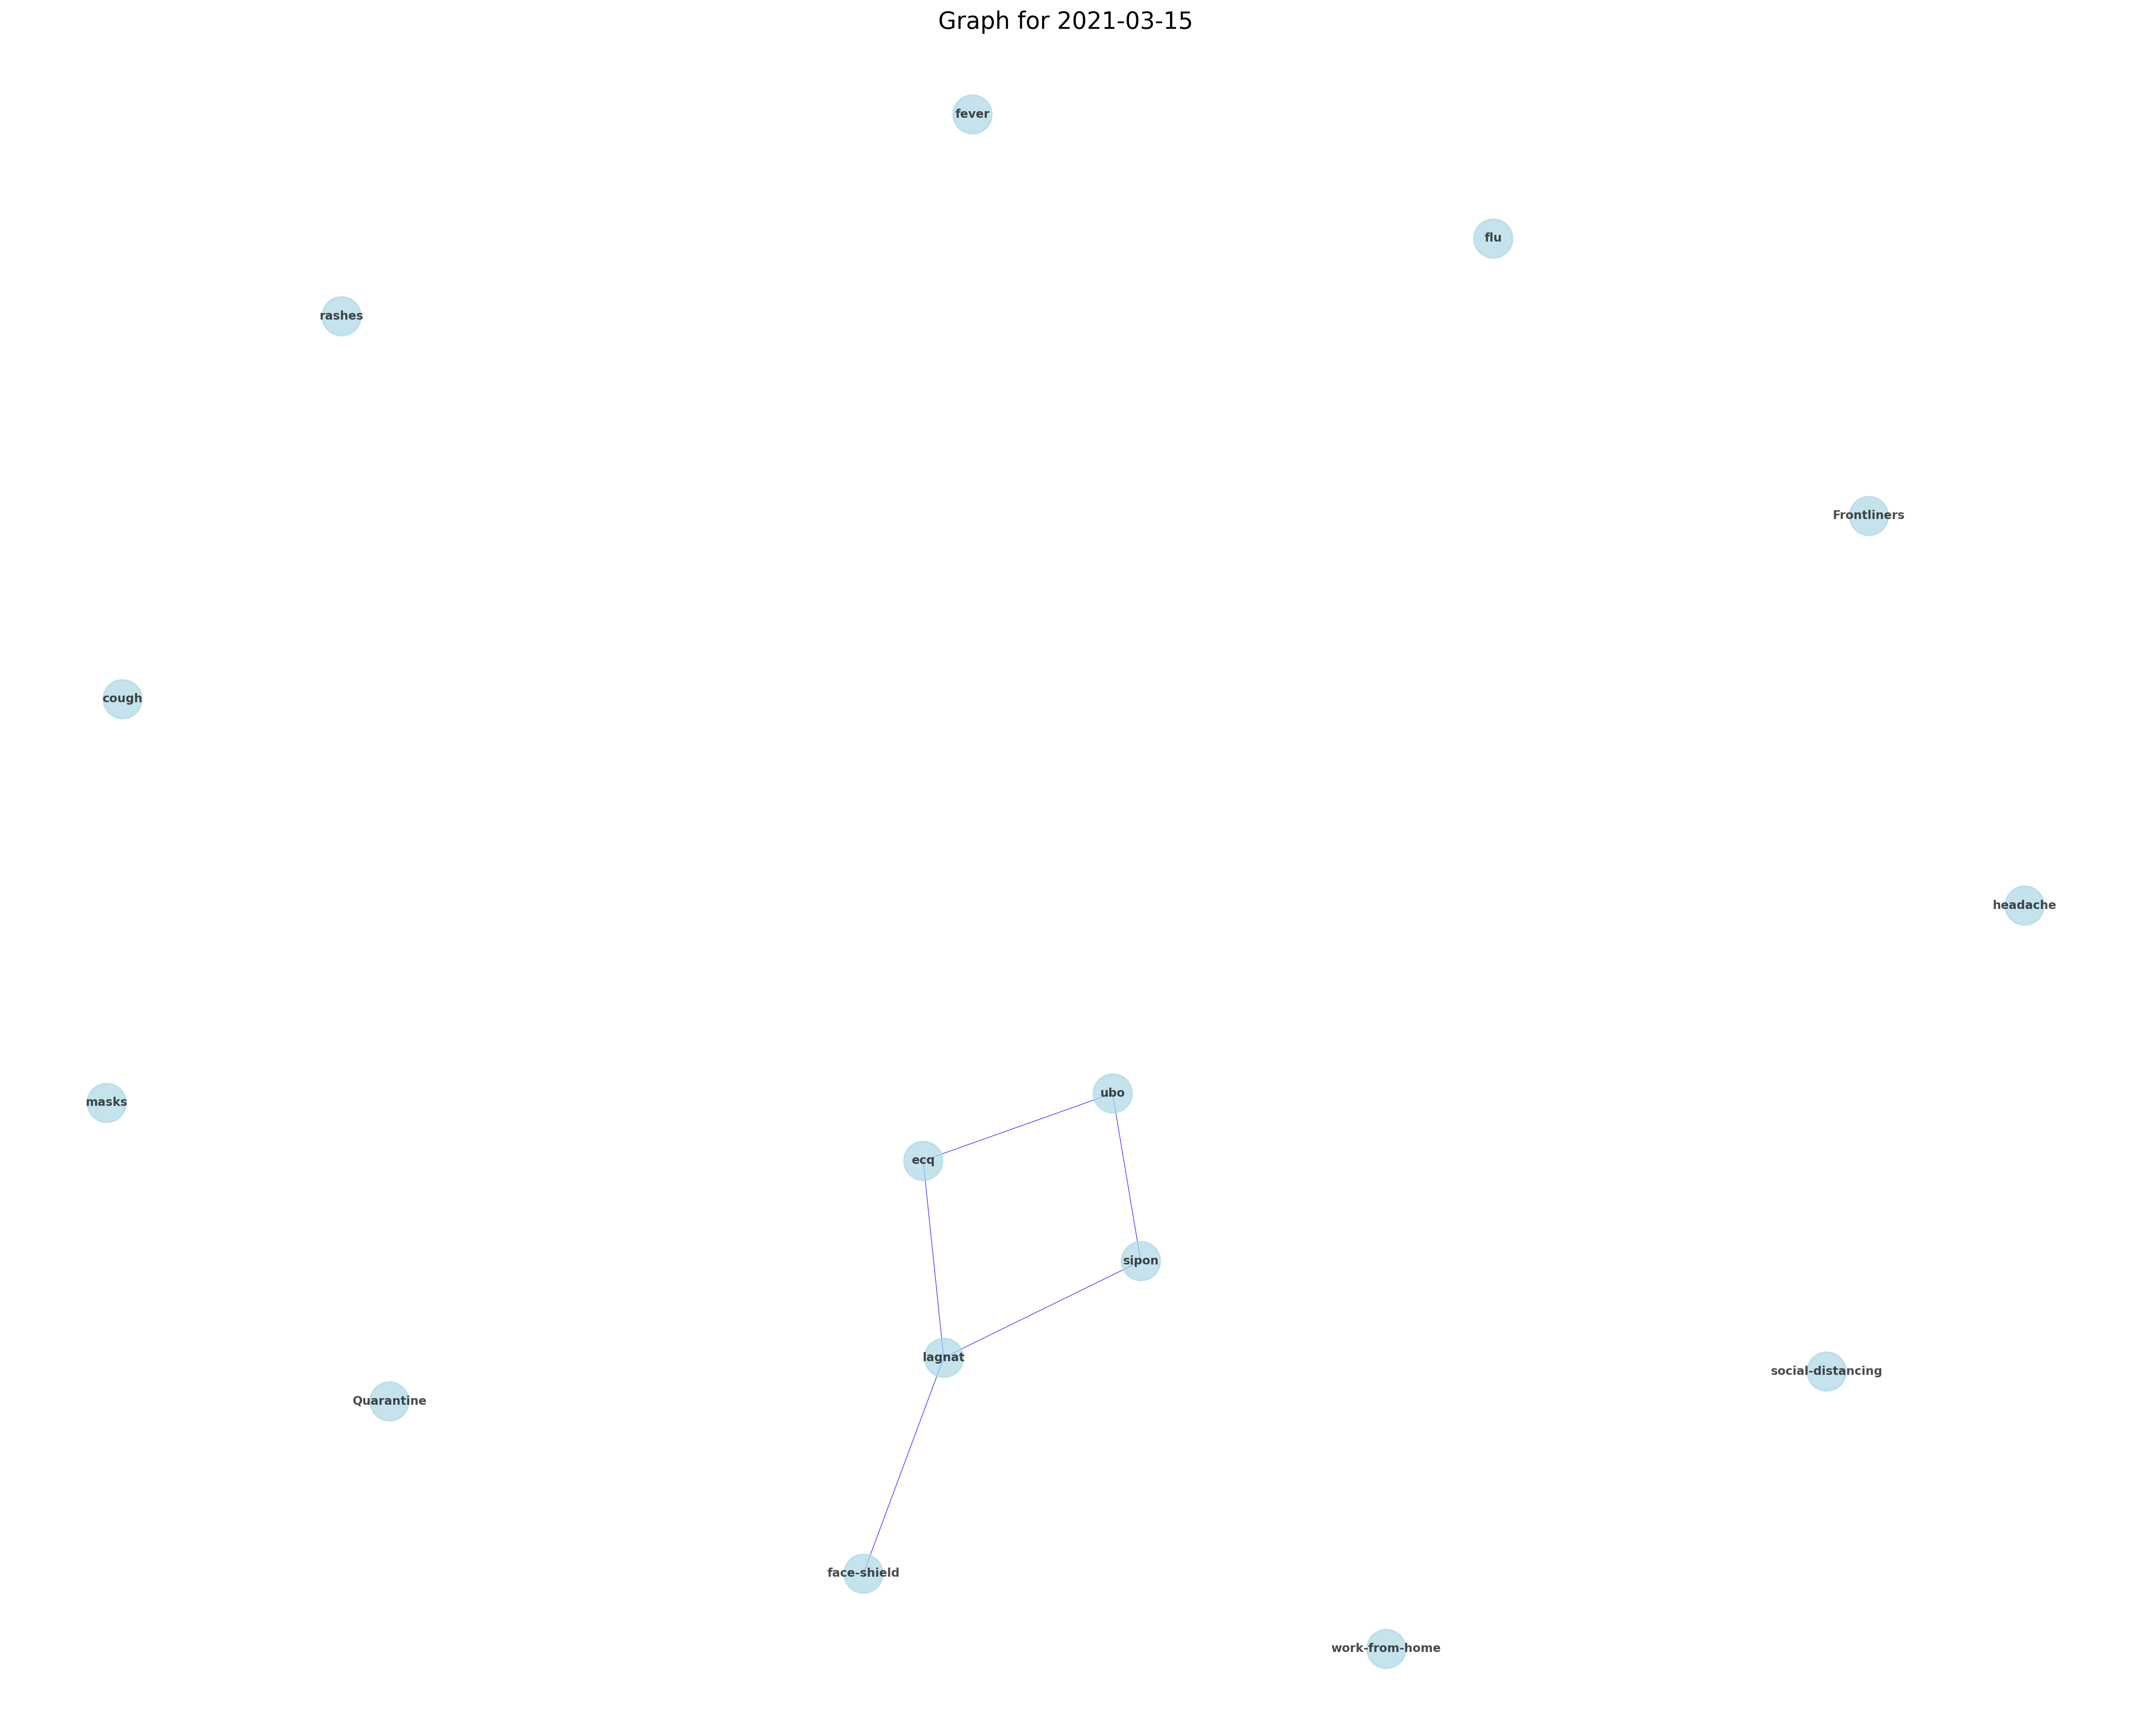 Graph for 2021-03-15
fever
flu
rashes
Frontliners
cough
headache
ubo
masks
ecq
sipon
lagnat
social-distancing
Quarantine
face-shield
work-from-home